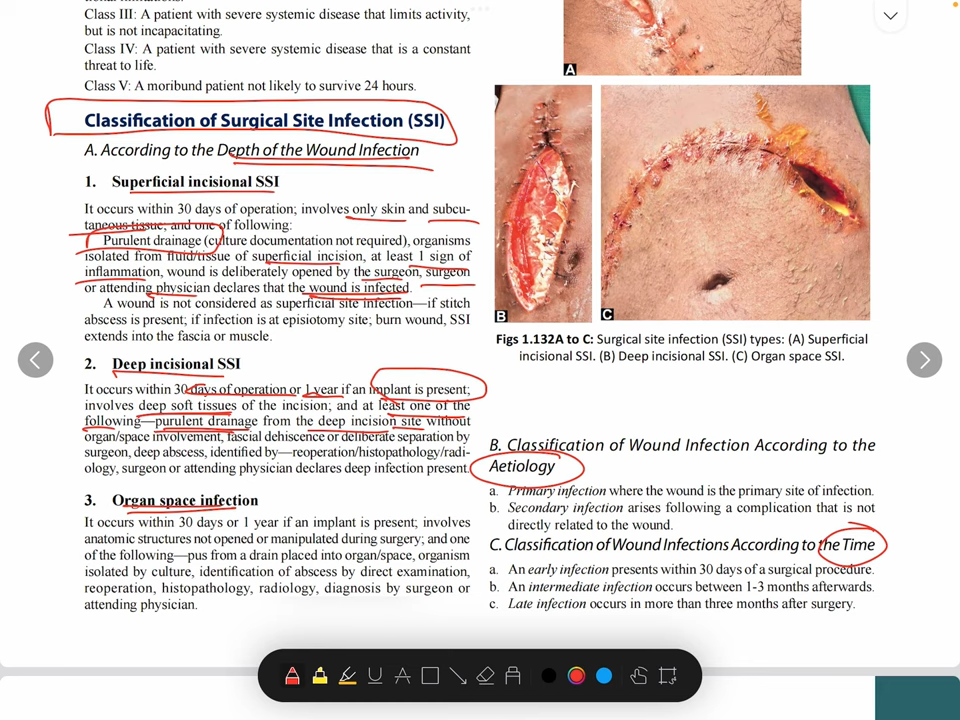 Class III: A patient with severe systemic disease that limits activity,
but is not incapacitating.
Class IV: A patient with severe systemic disease that is a constant
threat to life.
Class V: A moribund patient not likely to survive 24 hours.
Classification of Surgical Site Infection (SSI)
A. According to the Depth of the Wound Infection
1. Superficial incisional SSI
It occurs within 30 days of operation; involves only skin and subcu-
taneous tissue; and one of following:
Purulent drainage (culture documentation not required), organisms
isolated from fluid/tissue of superficial incision, at least 1 sign of
inflammation, wound is deliberately opened by the surgeon, surgeon
or attending physician declares that the wound is infected.
A wound is not considered as superficial site infection—if stitch
abscess is present; if infection is at episiotomy site; burn wound, SSI
extends into the fascia or muscle.
2. Deep incisional SSI
It occurs within 30 days of operation or 1 year if an implant is present;
involves deep soft tissues of the incision; and at least one of the
following—purulent drainage from the deep incision site without
organ/space involvement, fascial dehiscence or deliberate separation by
surgeon, deep abscess, identified by—reoperation/histopathology/radi-
ology, surgeon or attending physician declares deep infection present.
3. Organ space infection
It occurs within 30 days or 1 year if an implant is present; involves
anatomic structures not opened or manipulated during surgery; and one
of the following—pus from a drain placed into organ/space, organism
isolated by culture, identification of abscess by direct examination,
reoperation, histopathology, radiology, diagnosis by surgeon or
attending physician.
A
B
C
Figs 1.132A to C: Surgical site infection (SSI) types: (A) Superficial
incisional SSI. (B) Deep incisional SSI. (C) Organ space SSI.
B. Classification of Wound Infection According to the
Aetiology
a. Primary infection where the wound is the primary site of infection.
b. Secondary infection arises following a complication that is not
directly related to the wound.
C. Classification of Wound Infections According to the Time
a. An early infection presents within 30 days of a surgical procedure.
b. An intermediate infection occurs between 1-3 months afterwards.
c. Late infection occurs in more than three months after surgery.